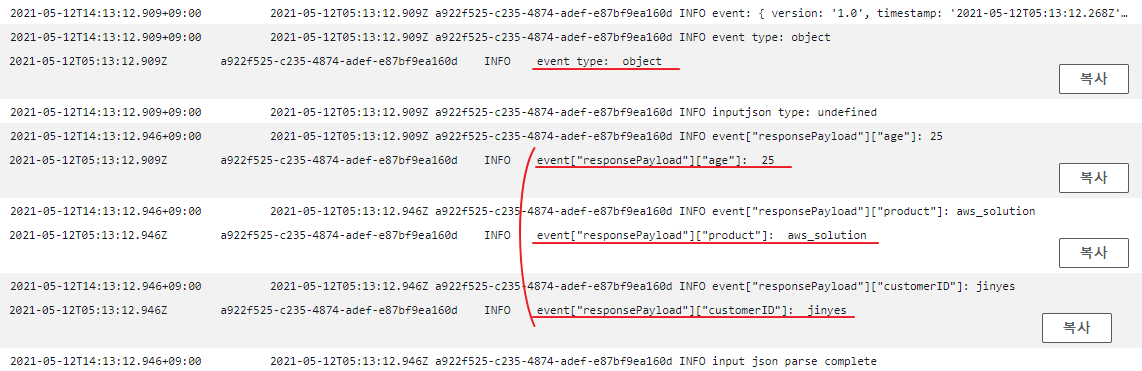 2021-05-12T14:13:12.909+09:00 2021-05-12T05:13:12.909Z a922f525-c235-4874-adef-e87bf9ea160d INFO event: { version: '1.0', timestamp: '2021-05-12T05:13:12.268Z'…
2021-05-12T14:13:12.909+09:00 2021-05-12T05:13:12.909Z a922f525-c235-4874-adef-e87bf9ea160d INFO event type: object
2021-05-12T05:13:12.909Z a922f525-c235-4874-adef-e87bf9ea160d INFO event type: object
복사
2021-05-12T14:13:12.909+09:00 2021-05-12T05:13:12.909Z a922f525-c235-4874-adef-e87bf9ea160d INFO inputjson type: undefined
2021-05-12T14:13:12.946+09:00 2021-05-12T05:13:12.909Z a922f525-c235-4874-adef-e87bf9ea160d INFO event["responsePayload"]["age"]: 25
2021-05-12T05:13:12.909Z a922f525-c235-4874-adef-e87bf9ea160d INFO event["responsePayload"]["age"]: 25
복사
2021-05-12T14:13:12.946+09:00 2021-05-12T05:13:12.946Z a922f525-c235-4874-adef-e87bf9ea160d INFO event["responsePayload"]["product"]: aws_solution
2021-05-12T05:13:12.946Z a922f525-c235-4874-adef-e87bf9ea160d INFO event["responsePayload"]["product"]: aws_solution
복사
2021-05-12T14:13:12.946+09:00 2021-05-12T05:13:12.946Z a922f525-c235-4874-adef-e87bf9ea160d INFO event["responsePayload"]["customerID"]: jinyes
2021-05-12T05:13:12.946Z a922f525-c235-4874-adef-e87bf9ea160d INFO event["responsePayload"]["customerID"]: jinyes
복사
2021-05-12T14:13:12.946+09:00 2021-05-12T05:13:12.946Z a922f525-c235-4874-adef-e87bf9ea160d INFO input json parse complete